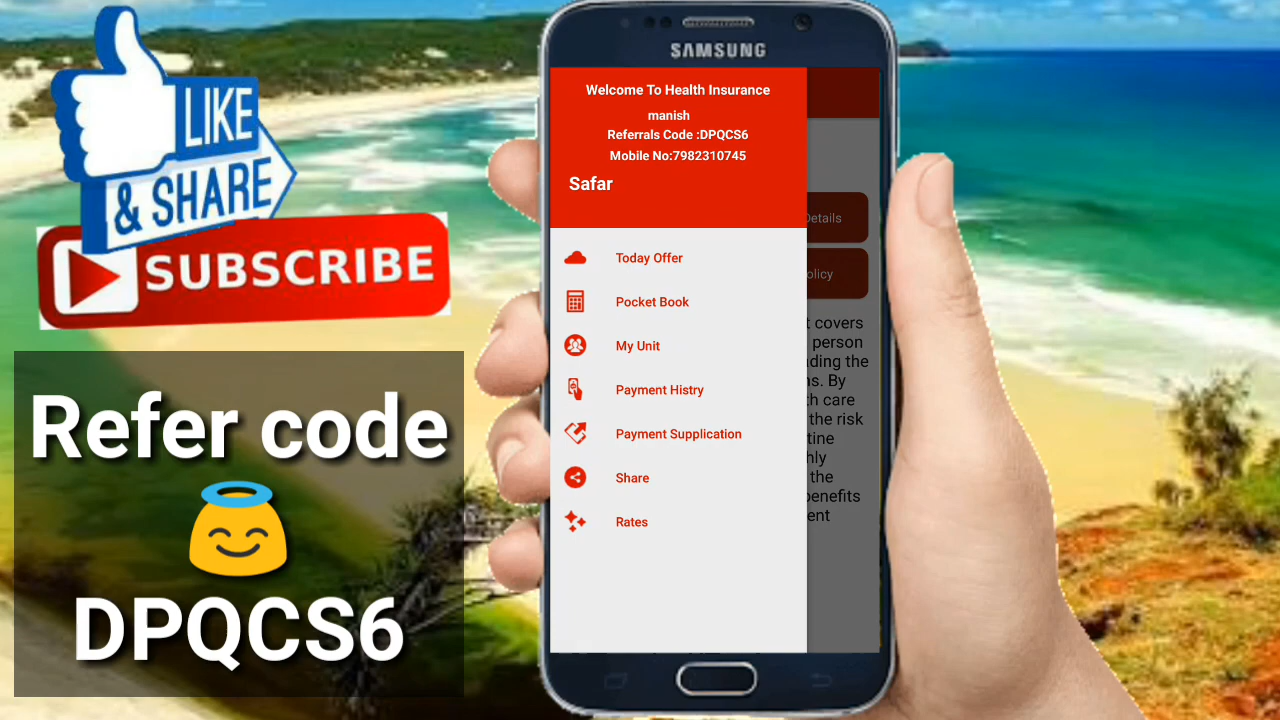 LIKE
& SHARE
SUBSCRIBE
Refer code
DPQCS6
SAMSUNG
Welcome To Health Insurance
manish
Referrals Code :DPQCS6
Mobile No:7982310745
Safar
Today Offer
Pocket Book
My Unit
Payment Histry
Payment Supplication
Share
Rates
Details
olicy
t covers
person
ding the
s. By
h care
the risk
tine
hly
the
benefits
ent